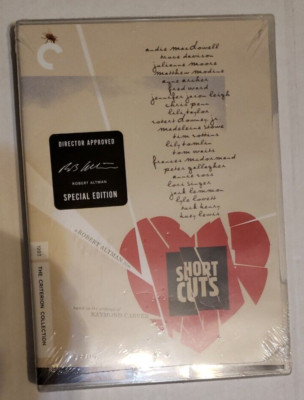 andie macdowell
bruce davison
julianne moore
matthew modine
anne archer
fred ward
jennifer jason leigh
chris penn
lili taylor
robert downey, jr.
madeleine stowe
tim robbins
lily tomlin
tom waits
frances mcdormand
peter gallagher
annie ross
lori singer
jack lemmon
lyle lovett
buck henry
huey lewis
DIRECTOR APPROVED
ROBERT ALTMAN
SPECIAL EDITION
a ROBERT ALTMAN
SHORT
CUTS
RAYMOND CARVER
THE CRITERION COLLECTION